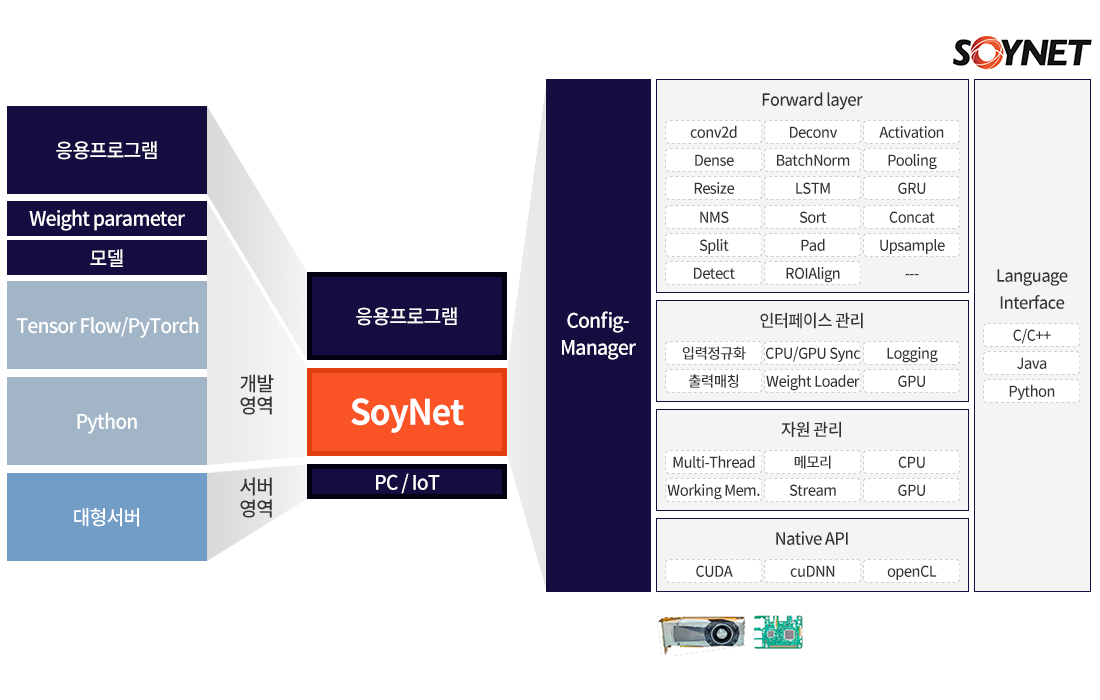 SOYNET
응용프로그램
Weight parameter
모델
Tensor Flow/PyTorch
Python
대형서버
개발
영역
서버
영역
응용프로그램
SoyNet
PC / IoT
Config-
Manager
Forward layer
conv2d Deconv Activation
Dense BatchNorm Pooling
Resize LSTM GRU
NMS Sort Concat
Split Pad Upsample
Detect ROIAlign ---
인터페이스 관리
입력정규화 CPU/GPU Sync Logging
출력매칭 Weight Loader GPU
자원 관리
Multi-Thread 메모리 CPU
Working Mem. Stream GPU
Native API
CUDA cuDNN openCL
Language
Interface
C/C++
Java
Python